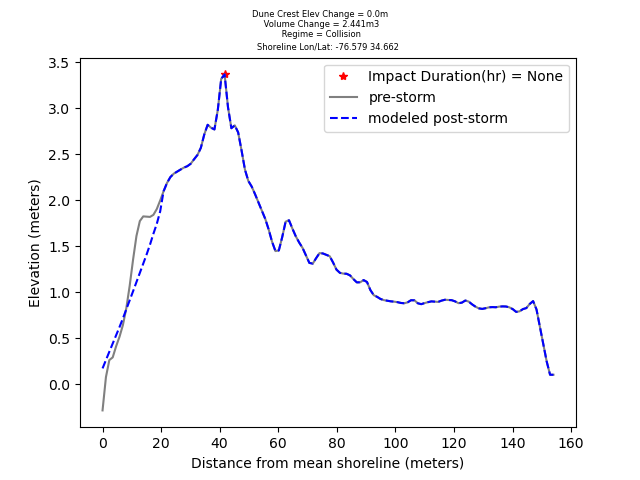 Dune Crest Elev Change = 0.0m
Volume Change = 2.441m3
Regime = Collision
Shoreline Lon/Lat: -76.579 34.662
Impact Duration(hr) = None
pre-storm
modeled post-storm
3.5
3.0
2.5
2.0
1.5
1.0
0.5
0.0
Elevation (meters)
0 20 40 60 80 100 120 140 160
Distance from mean shoreline (meters)